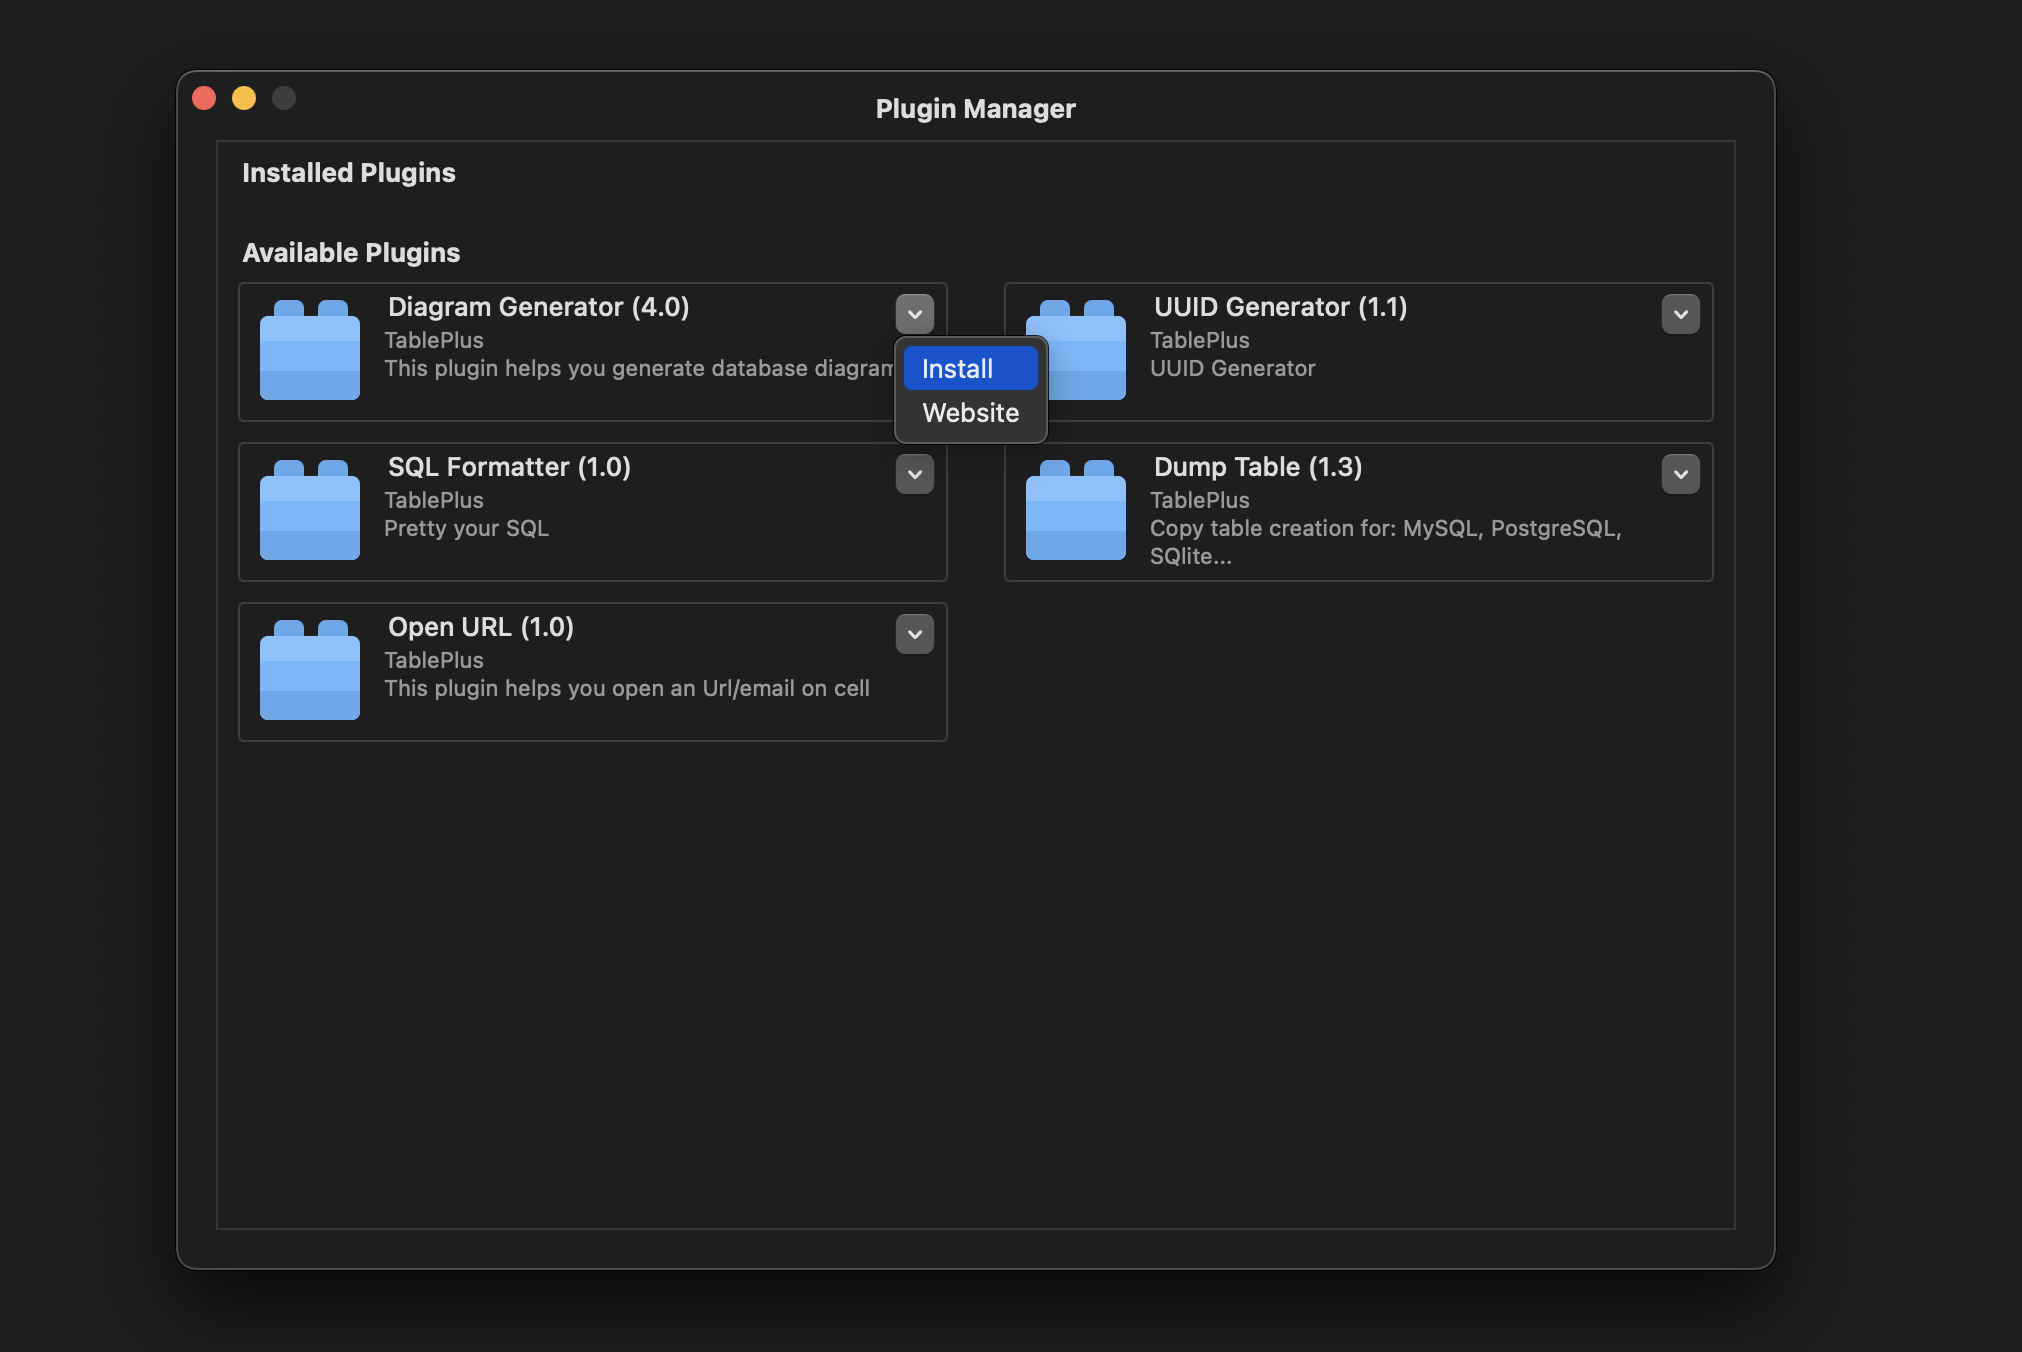 Plugin Manager
Installed Plugins
Available Plugins
Diagram Generator (4.0)
TablePlus
This plugin helps you generate database diagram
Install
Website
UUID Generator (1.1)
TablePlus
UUID Generator
SQL Formatter (1.0)
TablePlus
Pretty your SQL
Dump Table (1.3)
TablePlus
Copy table creation for: MySQL, PostgreSQL,
SQlite...
Open URL (1.0)
TablePlus
This plugin helps you open an Url/email on cell